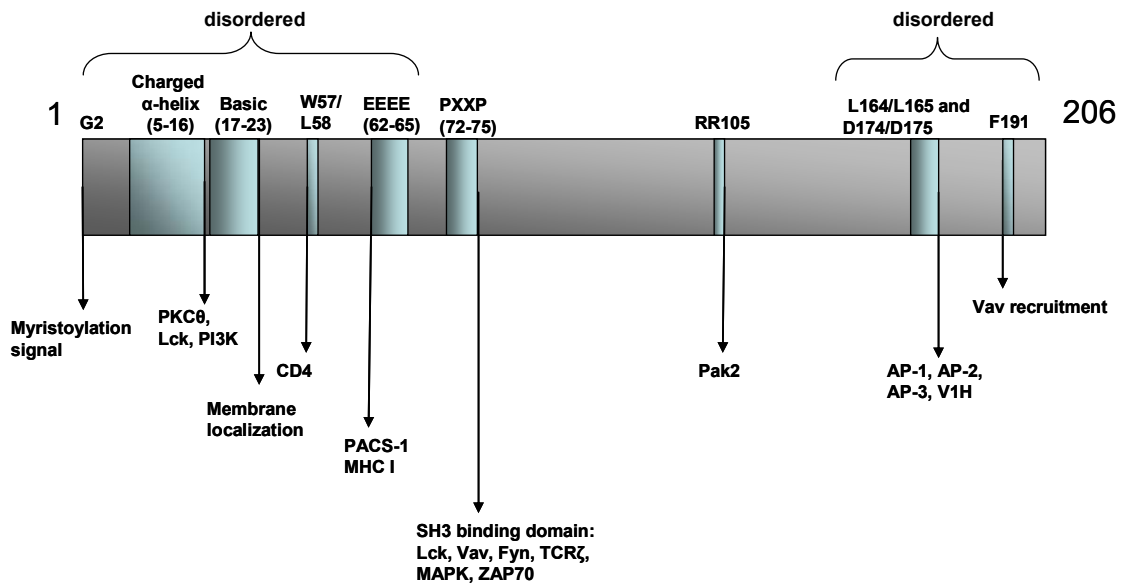 disordered
disordered
1
G2
Charged
α-helix
(5-16)
Basic
(17-23)
W57/
L58
EEEE
(62-65)
PXXP
(72-75)
RR105
L164/L165 and
D174/D175
F191
206
Myristoylation
signal
PKCθ,
Lck, PI3K
Membrane
localization
CD4
PACS-1
MHC I
SH3 binding domain:
Lck, Vav, Fyn, TCRζ,
MAPK, ZAP70
Pak2
AP-1, AP-2,
AP-3, V1H
Vav recruitment